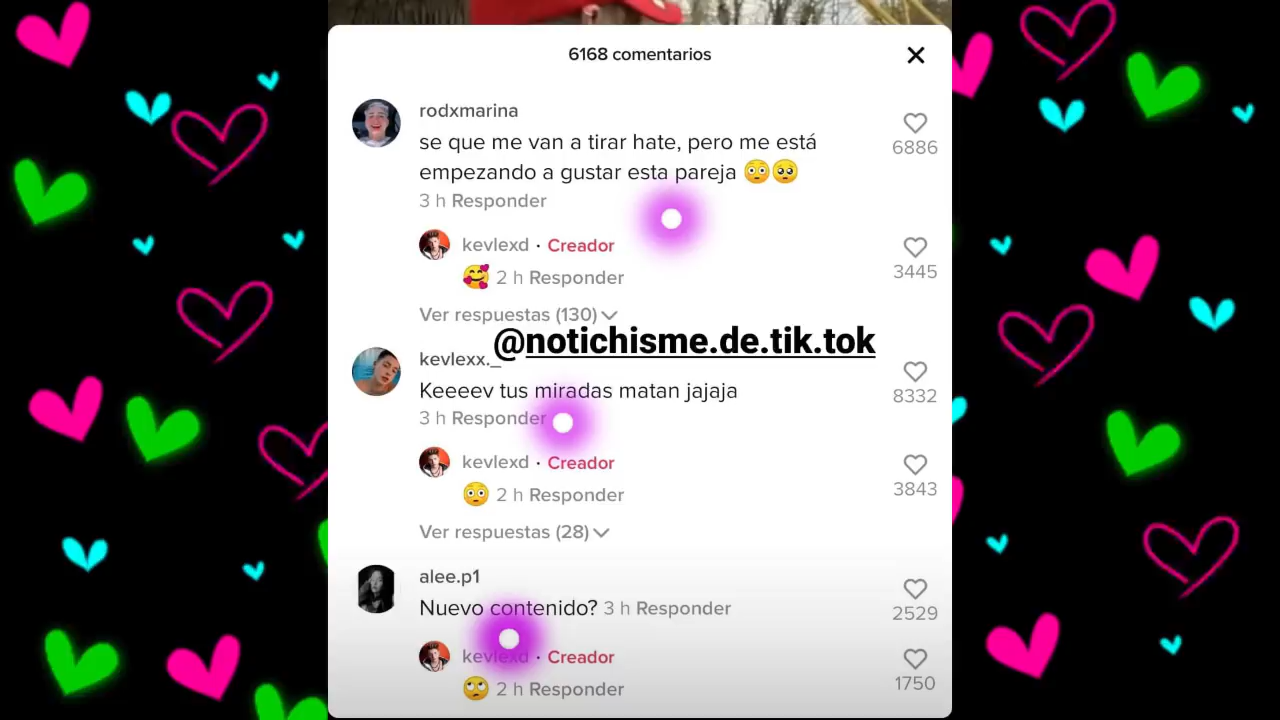 6168 comentarios
rodxmarina
se que me van a tirar hate, pero me está
empezando a gustar esta pareja 😳🥺
6886
3 h Responder
kevlexd · Creador
🥰 2 h Responder
3445
Ver respuestas (130)
@notichisme.de.tik.tok
kevlexx._
Keeeev tus miradas matan jajaja
8332
3 h Responder
kevlexd · Creador
😳 2 h Responder
3843
Ver respuestas (28)
alee.p1
Nuevo contenido? 3 h Responder
2529
kevlexd · Creador
🙄 2 h Responder
1750